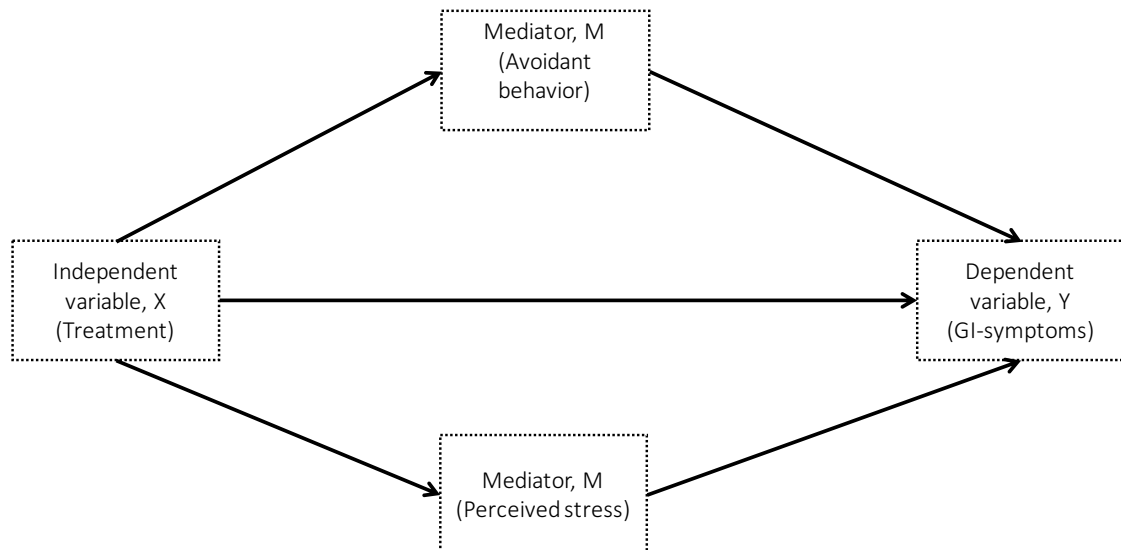 Mediator, M
(Avoidant
behavior)
Independent
variable, X
(Treatment)
Dependent
variable, Y
(GI-symptoms)
Mediator, M
(Perceived stress)